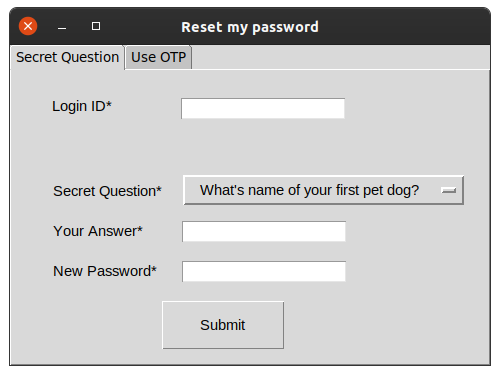 Reset my password
Secret Question Use OTP
Login ID*
Secret Question* What's name of your first pet dog?
Your Answer*
New Password*
Submit